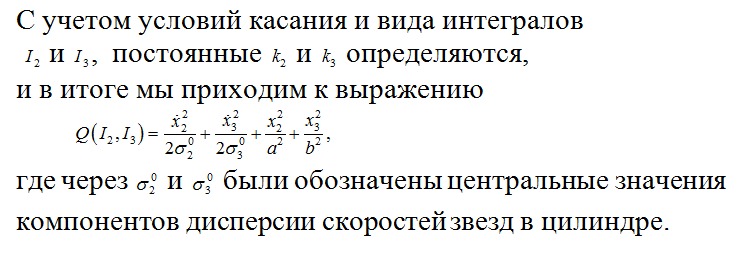 С учетом условий касания и вида интегралов
I₂ и I₃, постоянные k₂ и k₃ определяются,
и в итоге мы приходим к выражению
Q(I₂,I₃) = ẋ₂²/2σ₂⁰ + ẋ₃²/2σ₃⁰ + x₂²/a² + x₃²/b²,
где через σ₂⁰ и σ₃⁰ были обозначены центральные значения
компонентов дисперсии скоростей звезд в цилиндре.